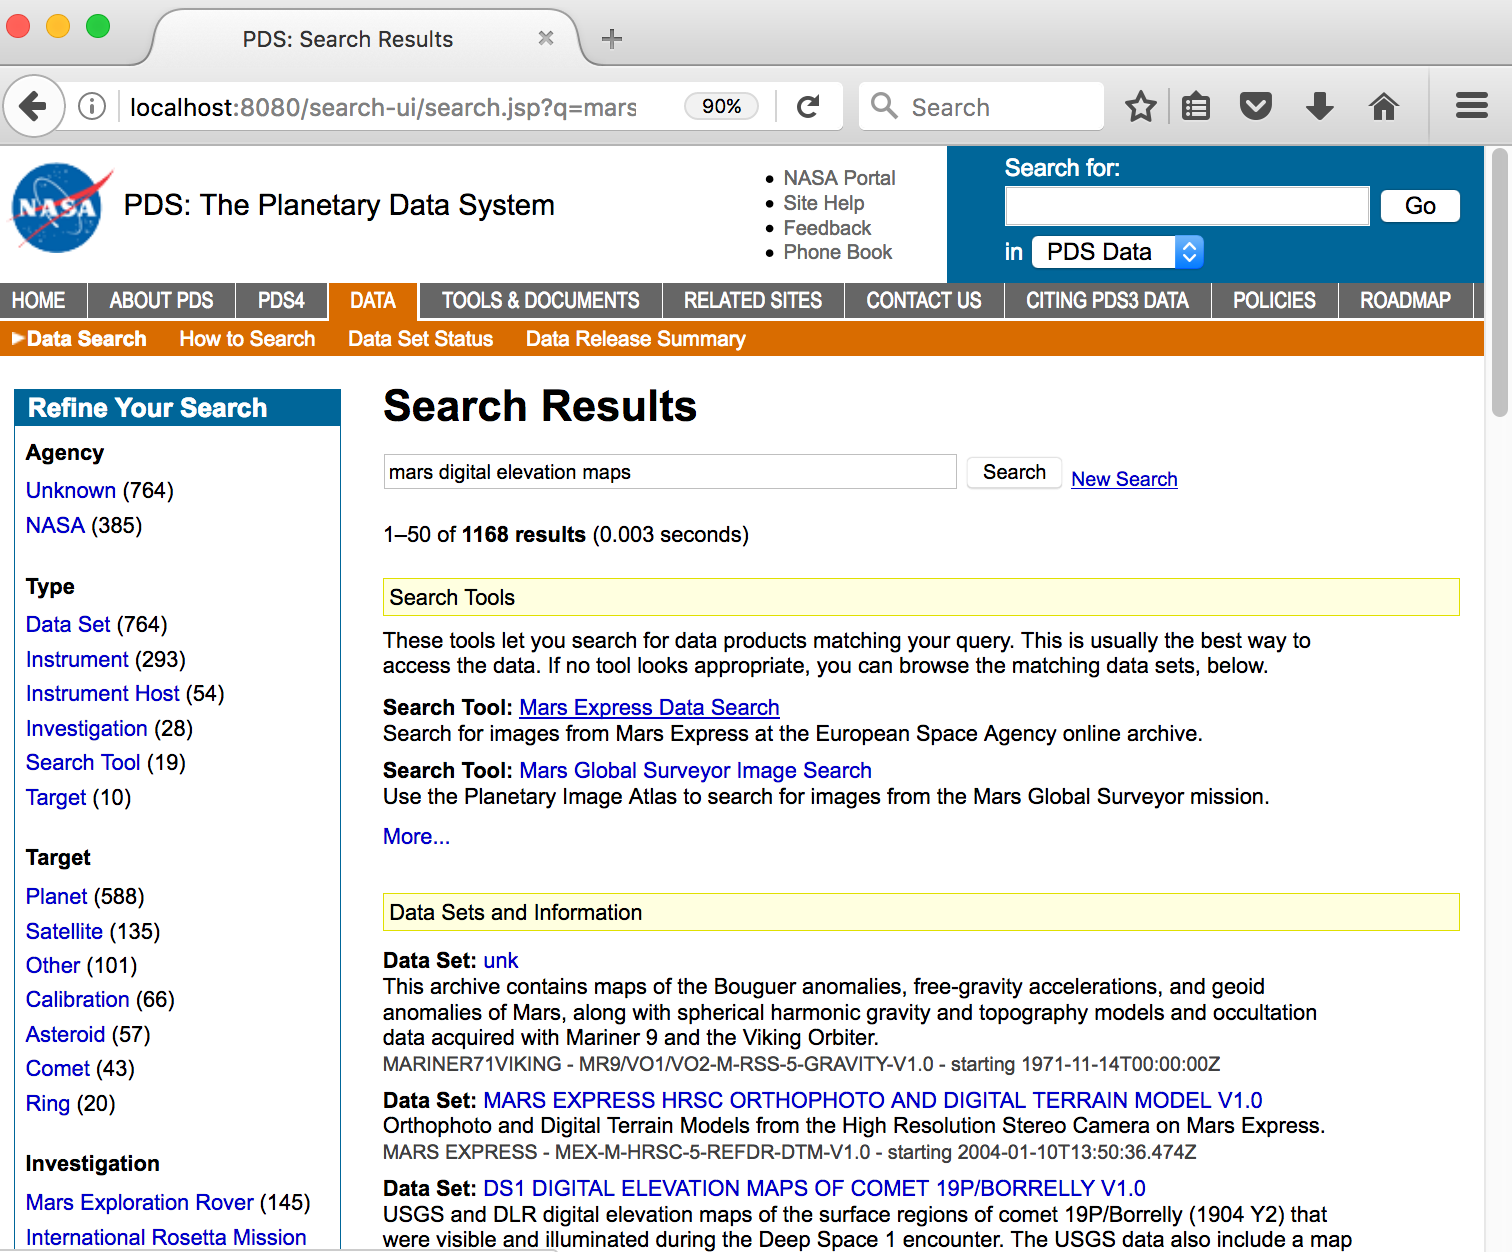 PDS: Search Results
localhost:8080/search-ui/search.jsp?q=mars
90%
Search
NASA
PDS: The Planetary Data System
NASA Portal
Site Help
Feedback
Phone Book
Search for:
Go
in PDS Data
HOME ABOUT PDS PDS4 DATA TOOLS & DOCUMENTS RELATED SITES CONTACT US CITING PDS3 DATA POLICIES ROADMAP
Data Search How to Search Data Set Status Data Release Summary
Refine Your Search
Agency
Unknown (764)
NASA (385)
Type
Data Set (764)
Instrument (293)
Instrument Host (54)
Investigation (28)
Search Tool (19)
Target (10)
Target
Planet (588)
Satellite (135)
Other (101)
Calibration (66)
Asteroid (57)
Comet (43)
Ring (20)
Investigation
Mars Exploration Rover (145)
International Rosetta Mission
Search Results
mars digital elevation maps
Search
New Search
1–50 of 1168 results (0.003 seconds)
Search Tools
These tools let you search for data products matching your query. This is usually the best way to
access the data. If no tool looks appropriate, you can browse the matching data sets, below.
Search Tool: Mars Express Data Search
Search for images from Mars Express at the European Space Agency online archive.
Search Tool: Mars Global Surveyor Image Search
Use the Planetary Image Atlas to search for images from the Mars Global Surveyor mission.
More...
Data Sets and Information
Data Set: unk
This archive contains maps of the Bouguer anomalies, free-gravity accelerations, and geoid
anomalies of Mars, along with spherical harmonic gravity and topography models and occultation
data acquired with Mariner 9 and the Viking Orbiter.
MARINER71VIKING - MR9/VO1/VO2-M-RSS-5-GRAVITY-V1.0 - starting 1971-11-14T00:00:00Z
Data Set: MARS EXPRESS HRSC ORTHOPHOTO AND DIGITAL TERRAIN MODEL V1.0
Orthophoto and Digital Terrain Models from the High Resolution Stereo Camera on Mars Express.
MARS EXPRESS - MEX-M-HRSC-5-REFDR-DTM-V1.0 - starting 2004-01-10T13:50:36.474Z
Data Set: DS1 DIGITAL ELEVATION MAPS OF COMET 19P/BORRELLY V1.0
USGS and DLR digital elevation maps of the surface regions of comet 19P/Borrelly (1904 Y2) that
were visible and illuminated during the Deep Space 1 encounter. The USGS data also include a map